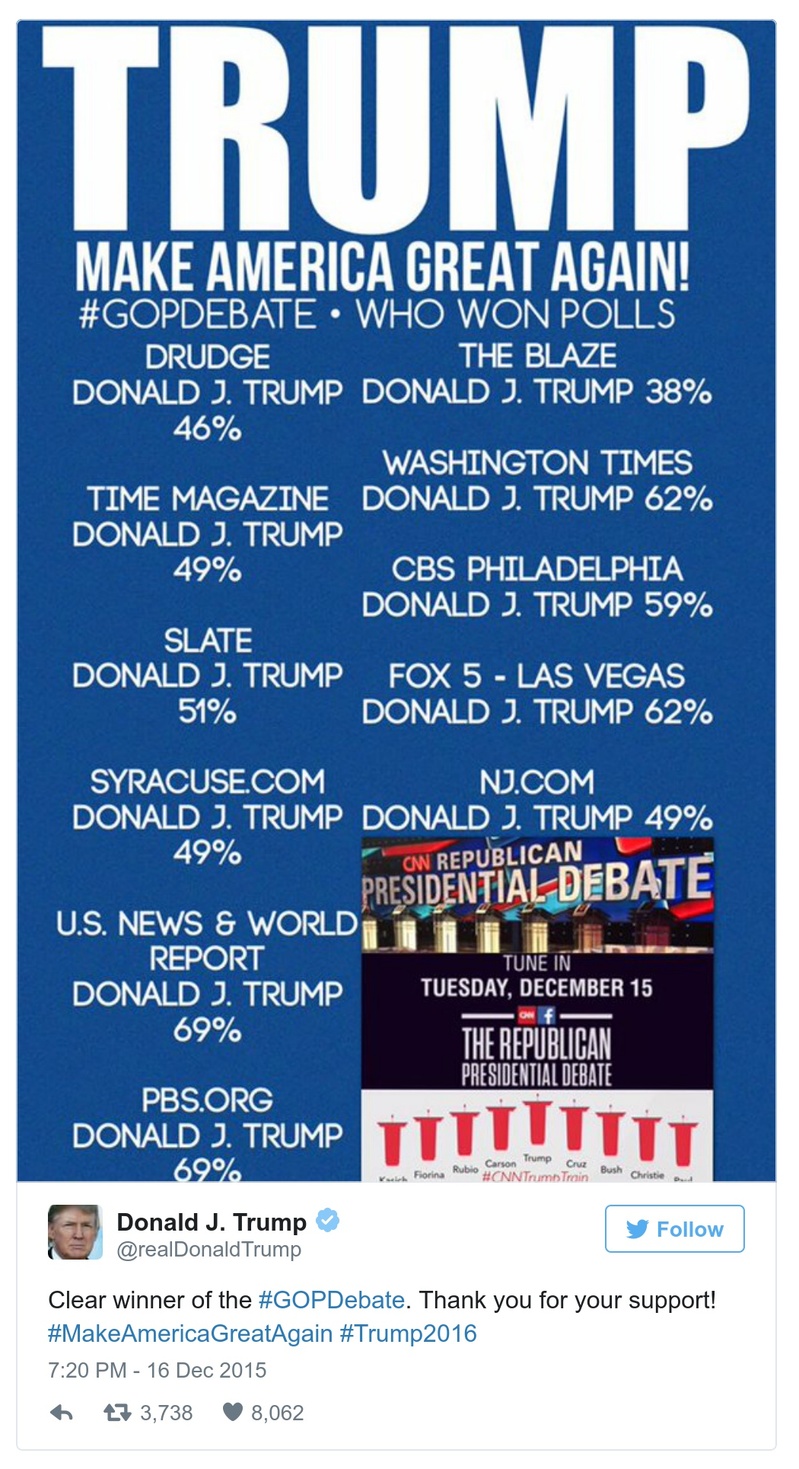 TRUMP
MAKE AMERICA GREAT AGAIN!
#GOPDEBATE • WHO WON POLLS
DRUDGE
DONALD J. TRUMP
46%
TIME MAGAZINE
DONALD J. TRUMP
49%
SLATE
DONALD J. TRUMP
51%
SYRACUSE.COM
DONALD J. TRUMP
49%
U.S. NEWS & WORLD
REPORT
DONALD J. TRUMP
69%
PBS.ORG
DONALD J. TRUMP
69%
THE BLAZE
DONALD J. TRUMP 38%
WASHINGTON TIMES
DONALD J. TRUMP 62%
CBS PHILADELPHIA
DONALD J. TRUMP 59%
FOX 5 - LAS VEGAS
DONALD J. TRUMP 62%
NJ.COM
DONALD J. TRUMP 49%
CNN REPUBLICAN
PRESIDENTIAL DEBATE
TUNE IN
TUESDAY, DECEMBER 15
CNN f
THE REPUBLICAN
PRESIDENTIAL DEBATE
Fiorina Rubio Carson Trump Cruz Bush Christie
#CNNTrumpTrain
Donald J. Trump
@realDonaldTrump
Follow
Clear winner of the #GOPDebate. Thank you for your support!
#MakeAmericaGreatAgain #Trump2016
7:20 PM - 16 Dec 2015
3,738 8,062